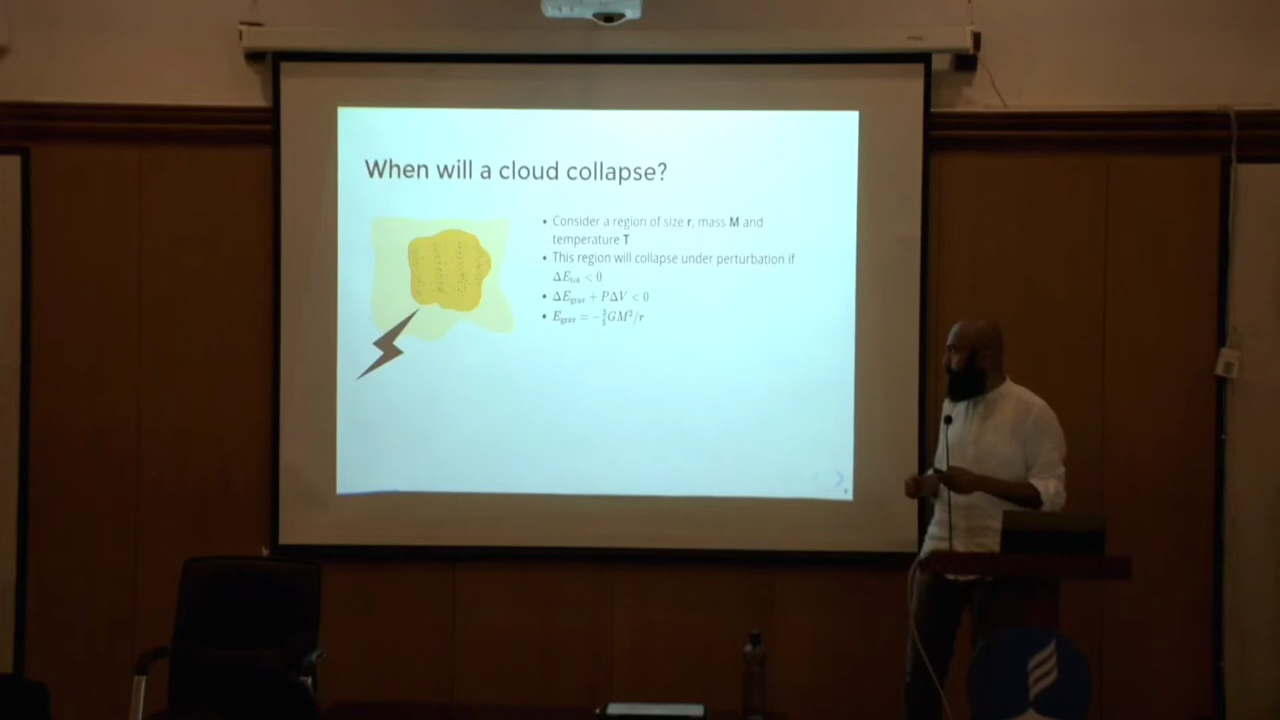 When will a cloud collapse?
• Consider a region of size r, mass M and
temperature T
• This region will collapse under perturbation if
ΔE_tot < 0
• ΔE_grav + PΔV < 0
• E_grav = −⅗GM²/r